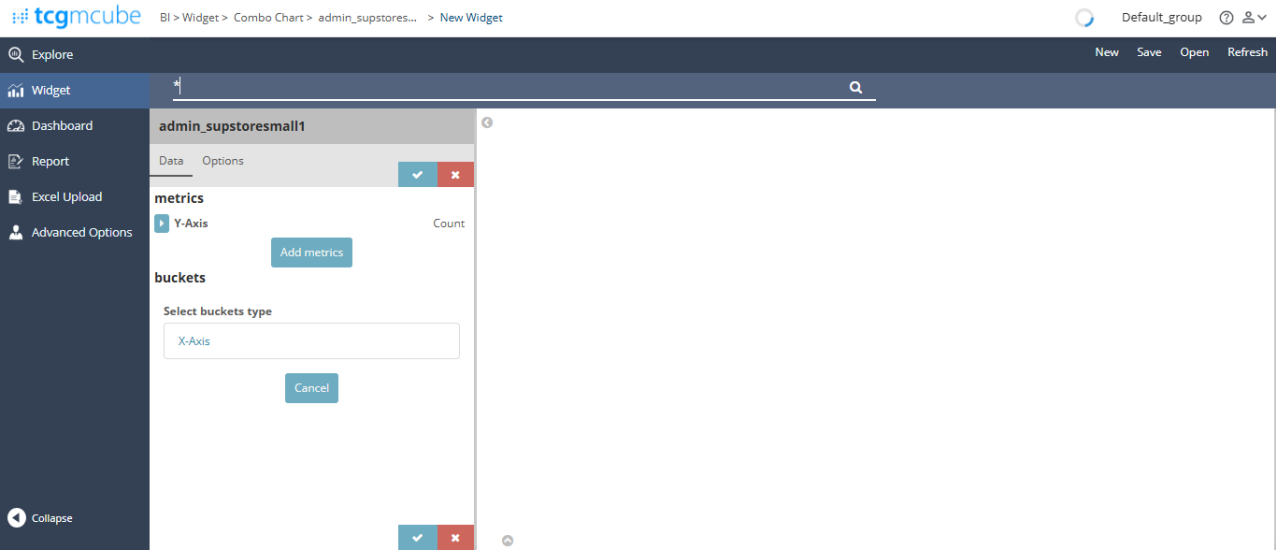 tcgmcube
BI > Widget > Combo Chart > admin_supstores... > New Widget
Default_group
Explore
New Save Open Refresh
Widget
*
Dashboard
admin_supstoresmall1
Report
Data Options
Excel Upload
metrics
Y-Axis Count
Advanced Options
Add metrics
buckets
Select buckets type
X-Axis
Cancel
Collapse